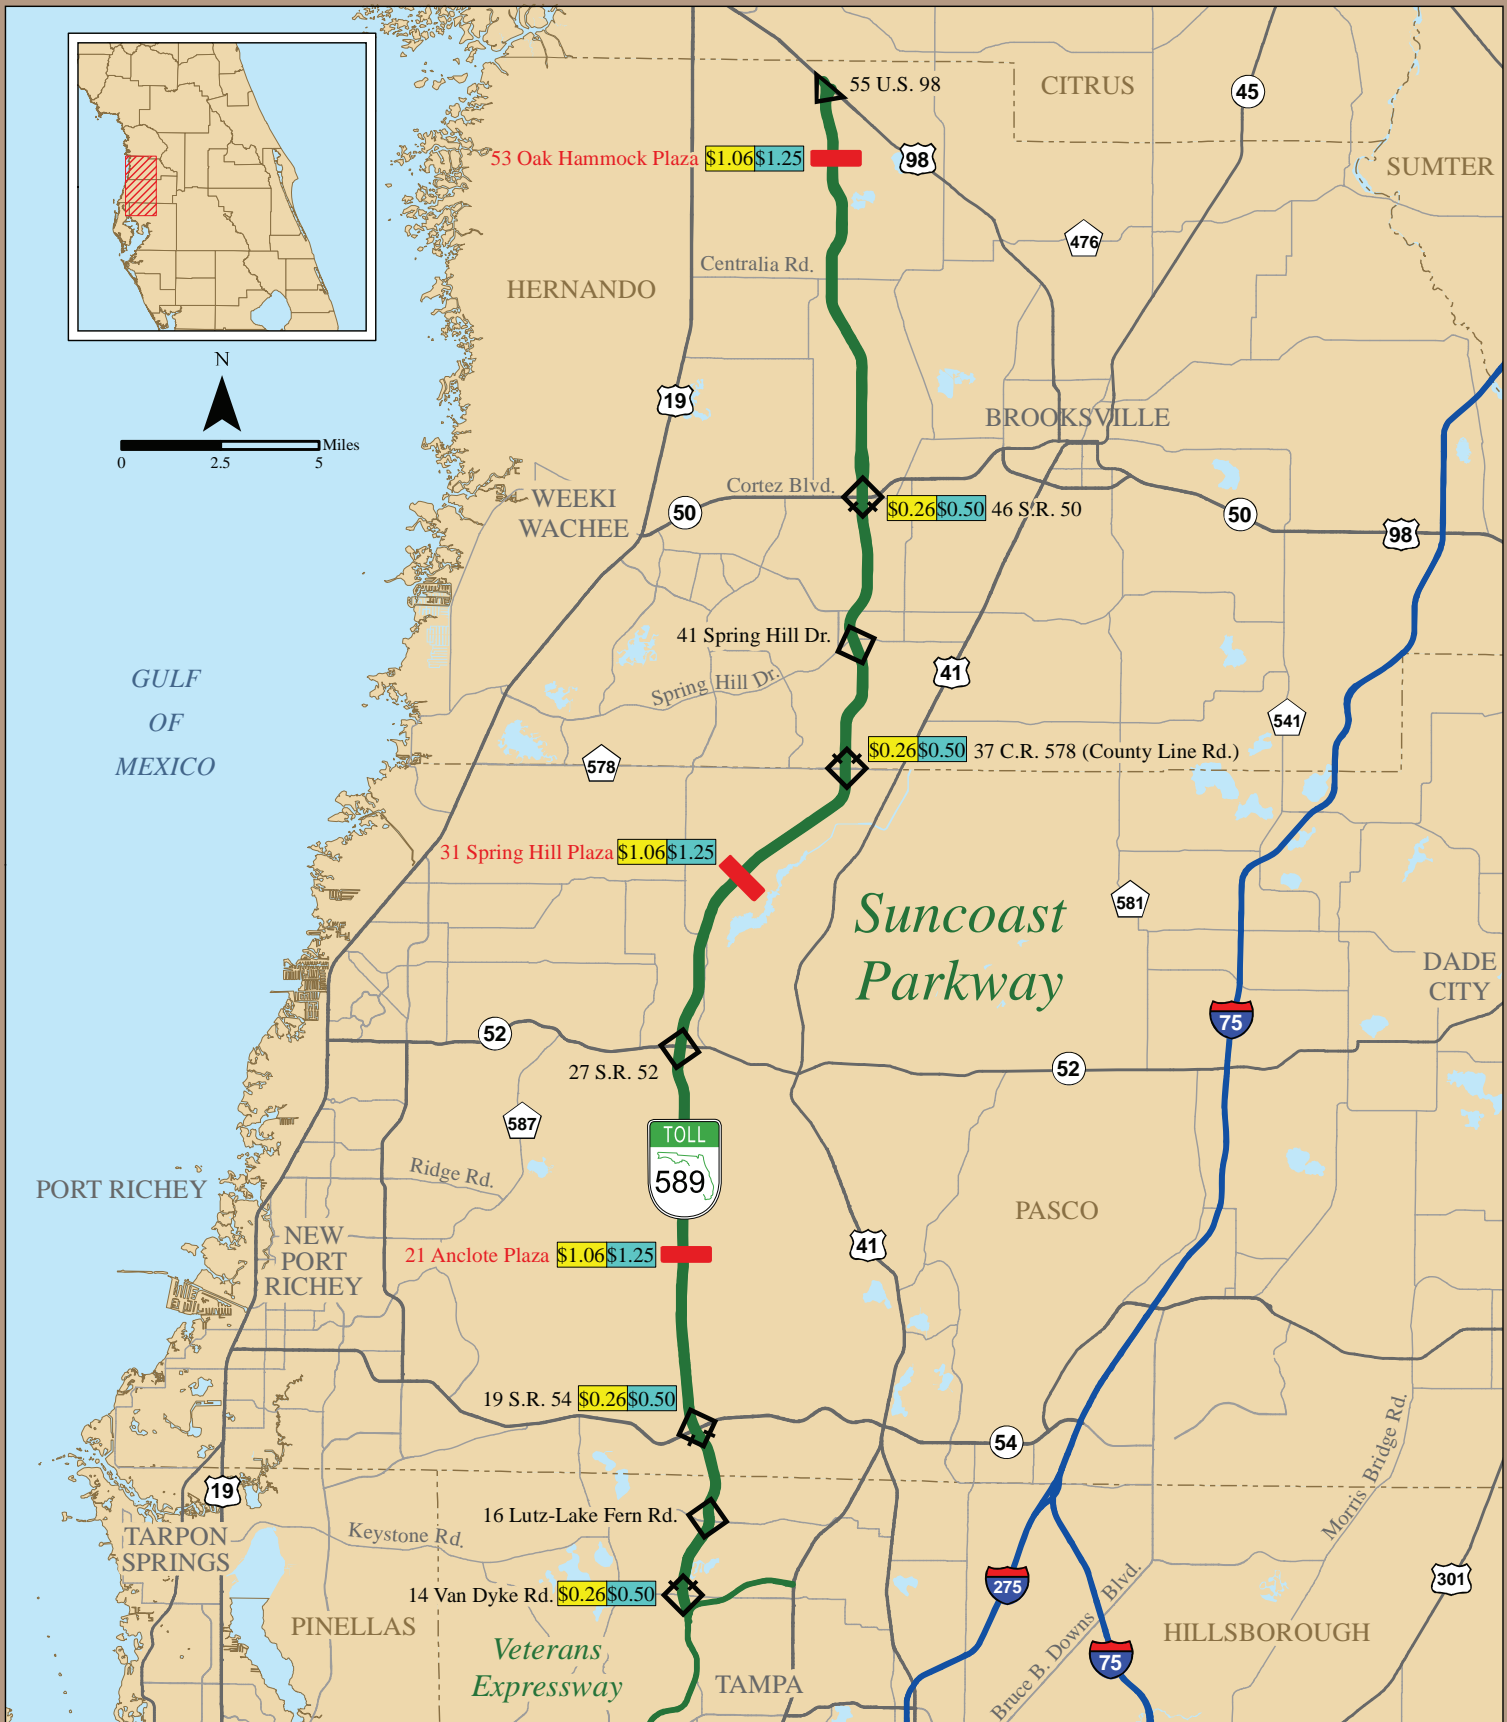 55 U.S. 98
CITRUS
45
53 Oak Hammock Plaza $1.06 $1.25
98
SUMTER
476
Centralia Rd.
HERNANDO
N
19
BROOKSVILLE
Miles
0 2.5 5
Cortez Blvd.
WEEKI
WACHEE
50
$0.26 $0.50 46 S.R. 50
50
98
41 Spring Hill Dr.
GULF
OF
MEXICO
Spring Hill Dr.
41
541
578
$0.26 $0.50 37 C.R. 578 (County Line Rd.)
31 Spring Hill Plaza $1.06 $1.25
Suncoast
Parkway
581
DADE
CITY
75
52
27 S.R. 52
52
587
TOLL
589
Ridge Rd.
PORT RICHEY
PASCO
NEW
PORT
RICHEY
41
21 Anclote Plaza $1.06 $1.25
19 S.R. 54 $0.26 $0.50
54
Morris Bridge Rd.
19
16 Lutz-Lake Fern Rd.
TARPON
SPRINGS
Keystone Rd.
14 Van Dyke Rd. $0.26 $0.50
275
301
PINELLAS
Veterans
Expressway
TAMPA
Bruce B. Downs Blvd.
HILLSBOROUGH
75